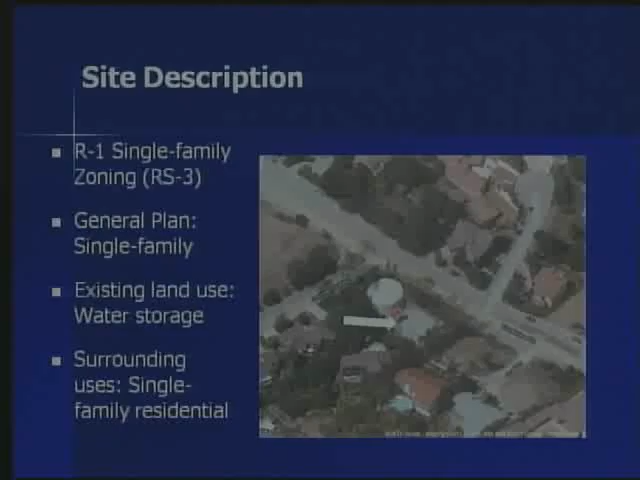 Site Description
R-1 Single-family
Zoning (RS-3)
General Plan:
Single-family
Existing land use:
Water storage
Surrounding
uses: Single-
family residential